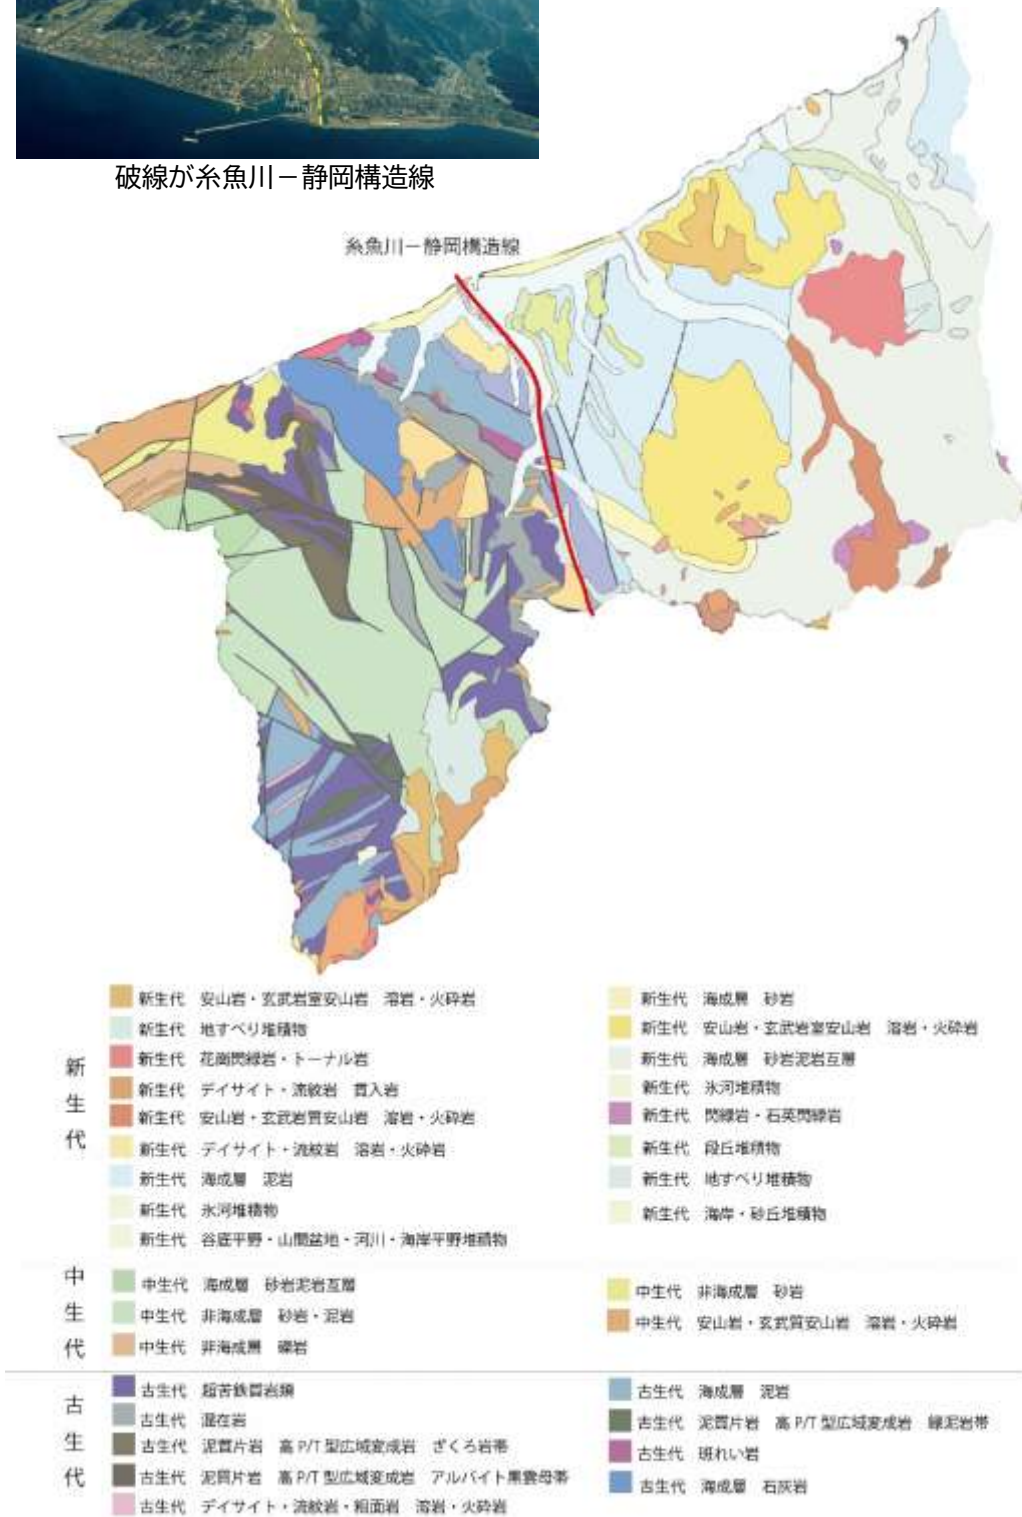 破線が糸魚川－静岡構造線
糸魚川－静岡構造線
新生代
新生代 安山岩・玄武岩室安山岩 溶岩・火砕岩
新生代 地すべり堆積物
新生代 花崗閃緑岩・トーナル岩
新生代 デイサイト・流紋岩 貫入岩
新生代 安山岩・玄武岩質安山岩 溶岩・火砕岩
新生代 デイサイト・流紋岩 溶岩・火砕岩
新生代 海成層 泥岩
新生代 氷河堆積物
新生代 谷底平野・山間盆地・河川・海岸平野堆積物
新生代 海成層 砂岩
新生代 安山岩・玄武岩室安山岩 溶岩・火砕岩
新生代 海成層 砂岩泥岩互層
新生代 氷河堆積物
新生代 閃緑岩・石英閃緑岩
新生代 段丘堆積物
新生代 地すべり堆積物
新生代 海岸・砂丘堆積物
中生代
中生代 海成層 砂岩泥岩互層
中生代 非海成層 砂岩・泥岩
中生代 非海成層 礫岩
中生代 非海成層 砂岩
中生代 安山岩・玄武質安山岩 溶岩・火砕岩
古生代
古生代 超苦鉄質岩類
古生代 混在岩
古生代 泥質片岩 高 P/T 型広域変成岩 ざくろ岩帯
古生代 泥質片岩 高 P/T 型広域変成岩 アルバイト黒雲母帯
古生代 デイサイト・流紋岩・粗面岩 溶岩・火砕岩
古生代 海成層 泥岩
古生代 泥質片岩 高 P/T 型広域変成岩 緑泥岩帯
古生代 斑れい岩
古生代 海成層 石灰岩